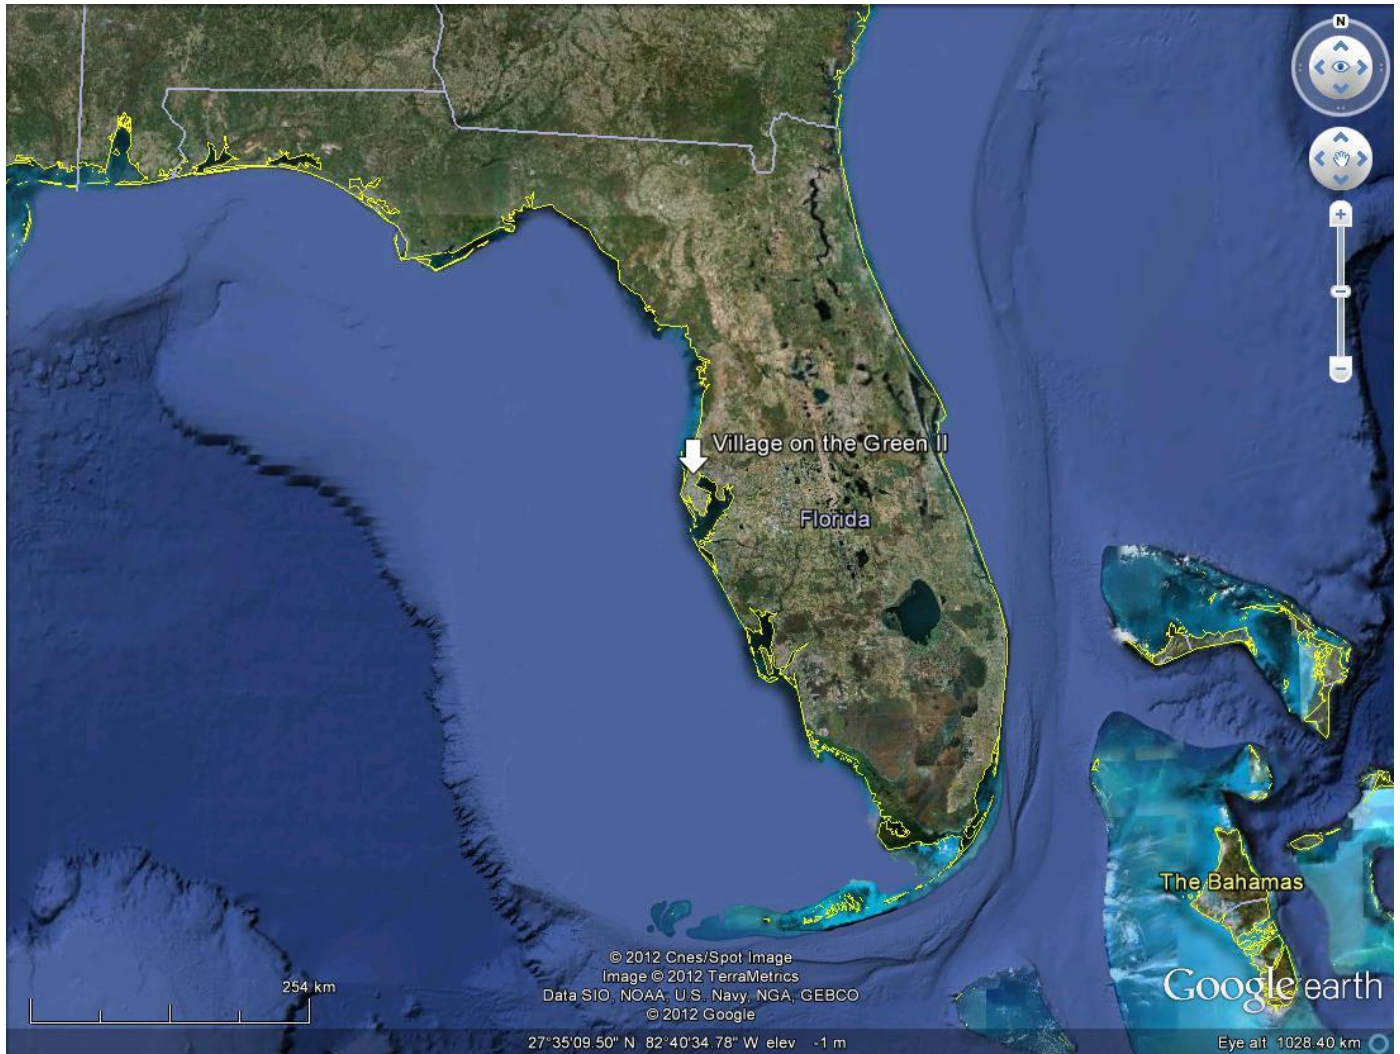 N
Village on the Green II
Florida
The Bahamas
© 2012 Cnes/Spot Image
Image © 2012 TerraMetrics
Data SIO, NOAA, U.S. Navy, NGA, GEBCO
© 2012 Google
Google earth
254 km
27°35'09.50" N 82°40'34.78" W elev -1 m
Eye alt 1028.40 km